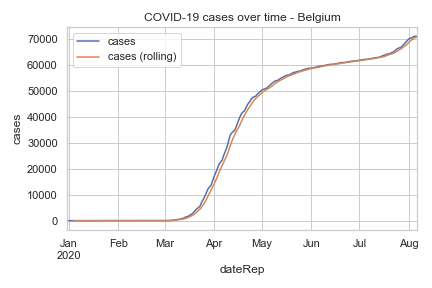 COVID-19 cases over time - Belgium
cases
cases (rolling)
70000
60000
50000
40000
30000
20000
10000
0
cases
Jan Feb Mar Apr May Jun Jul Aug
2020
dateRep